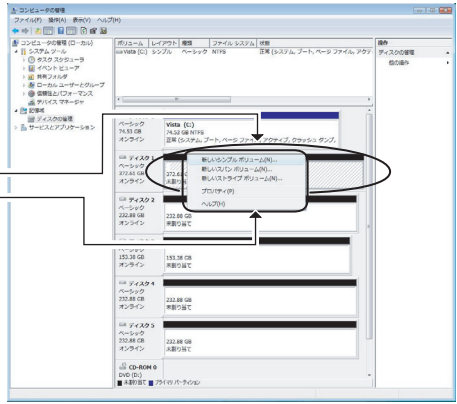 コンピュータの管理
ファイル(F) 操作(A) 表示(V) ヘルプ(H)
コンピュータの管理 (ローカル)
システム ツール
タスク スケジューラ
イベント ビューア
共有フォルダ
ローカル ユーザーとグループ
信頼性とパフォーマンス
デバイス マネージャ
記憶域
ディスクの管理
サービスとアプリケーション
ボリューム レイアウト 種類 ファイル システム 状態
Vista (C:) シンプル ベーシック NTFS 正常 (システム, ブート, ページ ファイル, アクテ
操作
ディスクの管理
他の操作
ベーシック
74.53 GB
オンライン
Vista (C:)
74.53 GB NTFS
正常 (システム, ブート, ページ ファイル, アクティブ, クラッシュ ダンプ,
ディスク 1
ベーシック
372.61 GB
オンライン
372.61
未割り
新しいシンプル ボリューム(I)...
新しいスパン ボリューム(N)...
新しいストライプ ボリューム(T)...
プロパティ(P)
ヘルプ(H)
ディスク 2
ベーシック
232.88 GB
オンライン
232.88 GB
未割り当て
ベーシック
153.38 GB
オンライン
153.38 GB
未割り当て
ディスク 4
ベーシック
232.88 GB
オンライン
232.88 GB
未割り当て
ディスク 5
ベーシック
232.88 GB
オンライン
232.88 GB
未割り当て
CD-ROM 0
DVD (D:)
未割り当て プライマリ パーティション